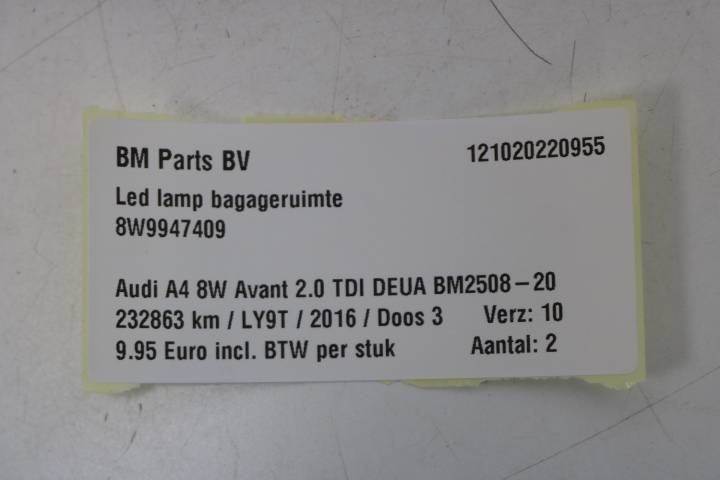 BM Parts BV 121020220955
Led lamp bagageruimte
8W9947409
Audi A4 8W Avant 2.0 TDI DEUA BM2508-20
232863 km / LY9T / 2016 / Doos 3 Verz: 10
9.95 Euro incl. BTW per stuk Aantal: 2